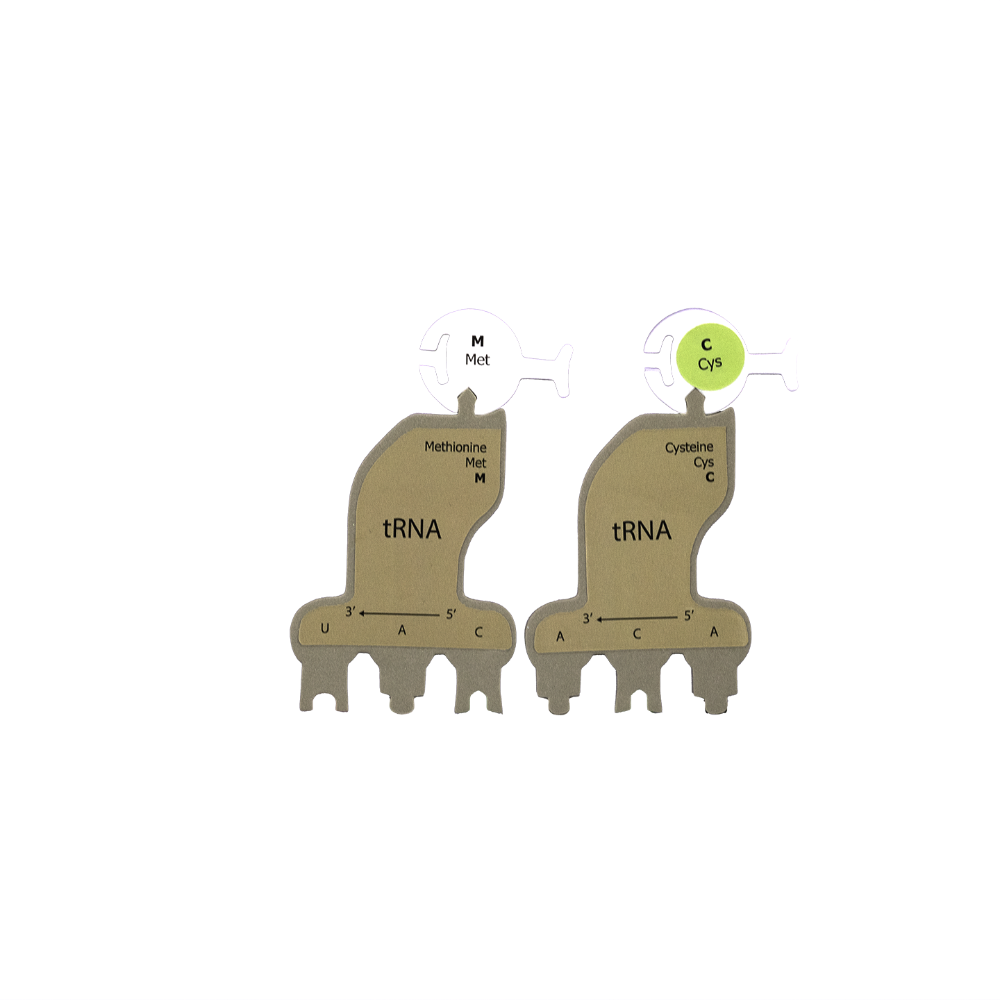 M
Met
C
Cys
Methionine
Met
M
Cysteine
Cys
C
tRNA
tRNA
3′ 5′
U A C
3′ 5′
A C A